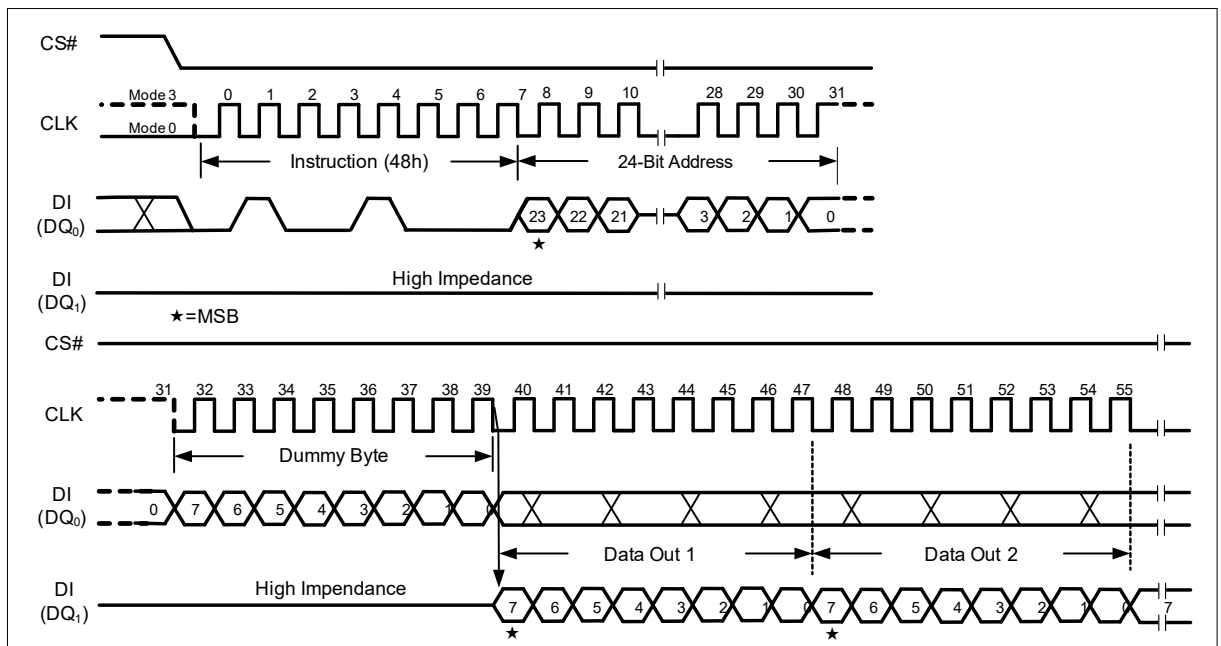 CS#
Mode 3
0 1 2 3 4 5 6 7 8 9 10 28 29 30 31
CLK
Mode 0
Instruction (48h) 24-Bit Address
DI
(DQ0)
23 22 21 3 2 1 0
★
High Impedance
DI
(DQ1)
★=MSB
CS#
31 32 33 34 35 36 37 38 39 40 41 42 43 44 45 46 47 48 49 50 51 52 53 54 55
CLK
Dummy Byte
DI
(DQ0)
0 7 6 5 4 3 2 1 0
Data Out 1 Data Out 2
High Impendance
DI
(DQ1)
7 6 5 4 3 2 1 0 7 6 5 4 3 2 1 0 7
★ ★